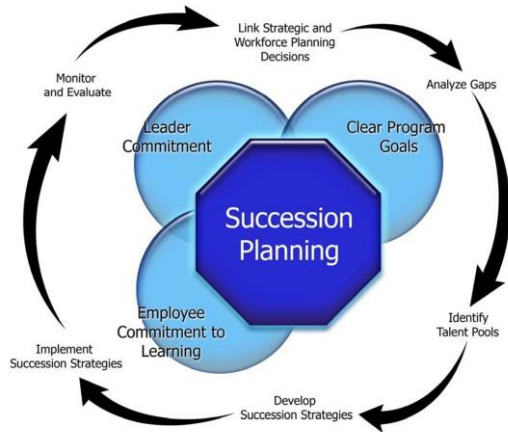 Link Strategic and
Workforce Planning
Decisions
Analyze Gaps
Identify
Talent Pools
Develop
Succession Strategies
Implement
Succession Strategies
Monitor
and Evaluate
Leader
Commitment
Clear Program
Goals
Succession
Planning
Employee
Commitment to
Learning